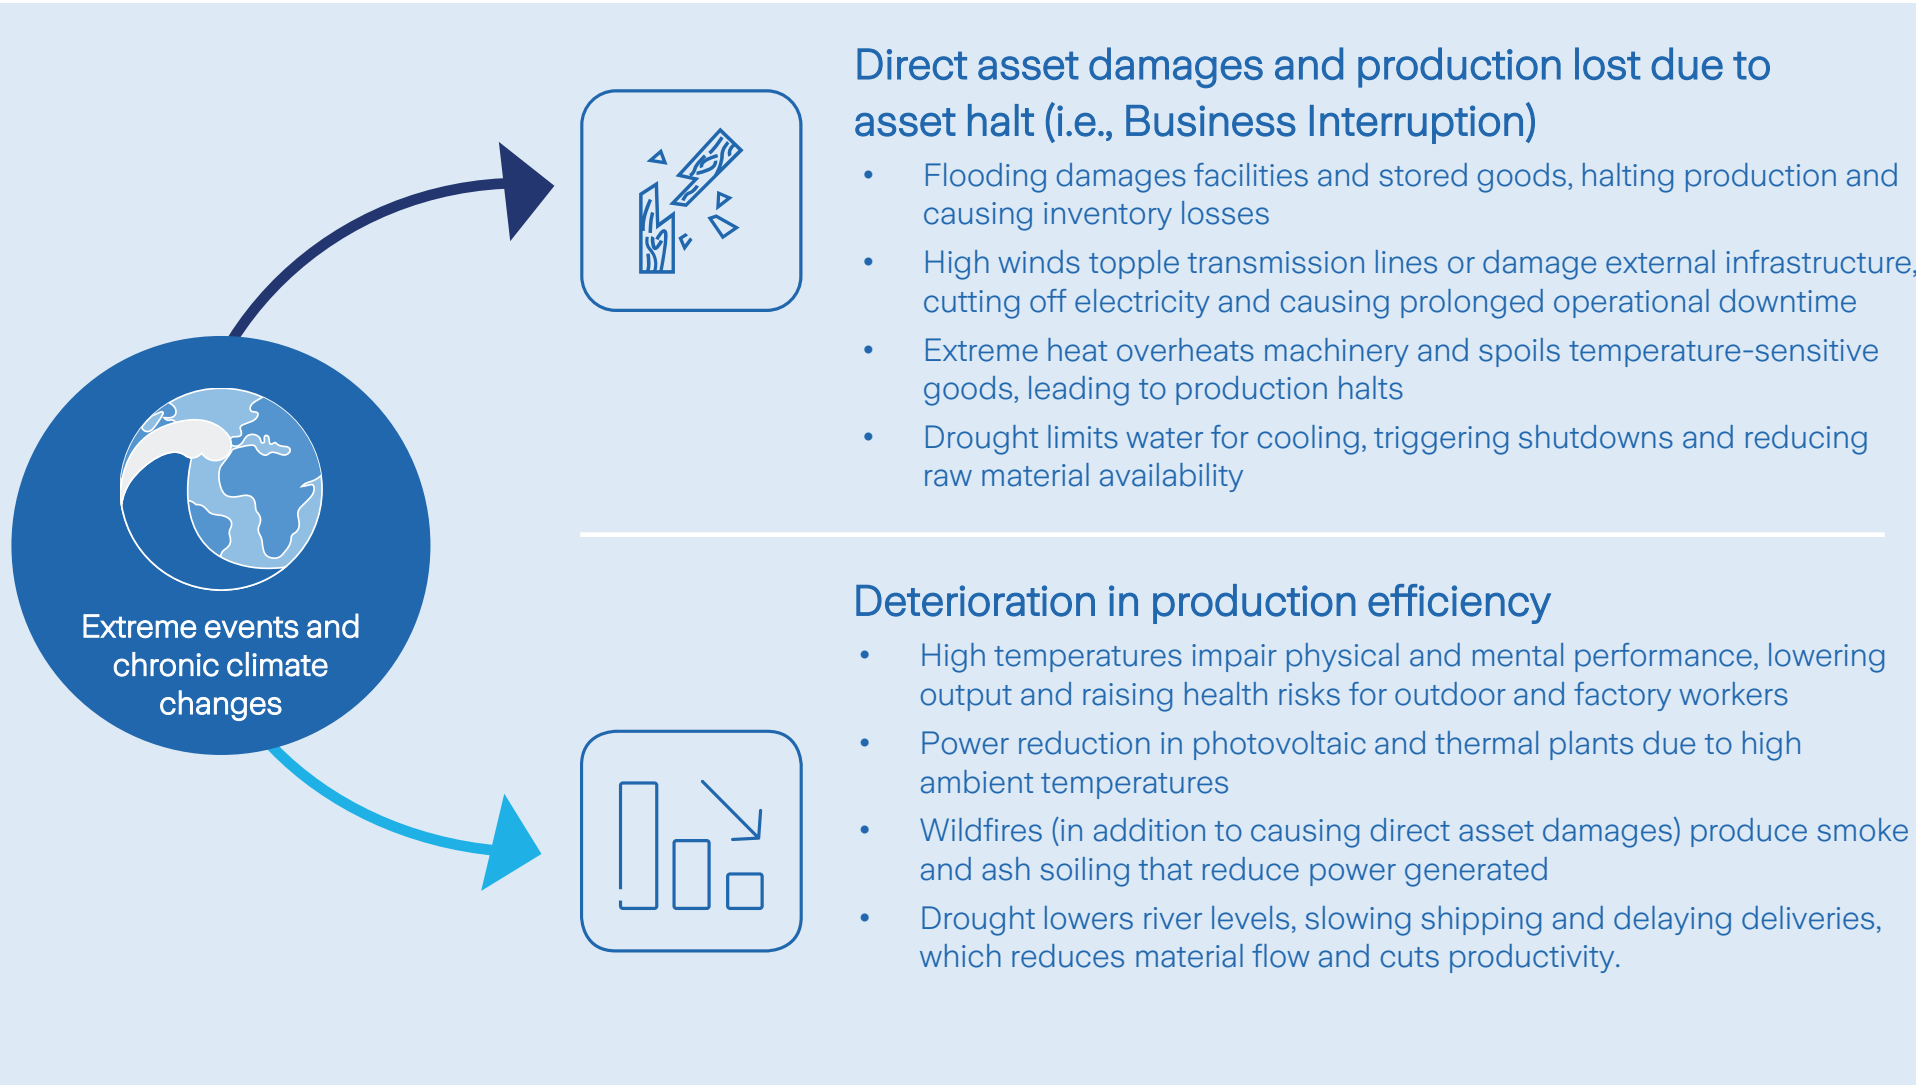 Direct asset damages and production lost due to
asset halt (i.e., Business Interruption)
• Flooding damages facilities and stored goods, halting production and
causing inventory losses
• High winds topple transmission lines or damage external infrastructure,
cutting off electricity and causing prolonged operational downtime
• Extreme heat overheats machinery and spoils temperature-sensitive
goods, leading to production halts
• Drought limits water for cooling, triggering shutdowns and reducing
raw material availability
Extreme events and
chronic climate
changes
Deterioration in production efficiency
• High temperatures impair physical and mental performance, lowering
output and raising health risks for outdoor and factory workers
• Power reduction in photovoltaic and thermal plants due to high
ambient temperatures
• Wildfires (in addition to causing direct asset damages) produce smoke
and ash soiling that reduce power generated
• Drought lowers river levels, slowing shipping and delaying deliveries,
which reduces material flow and cuts productivity.